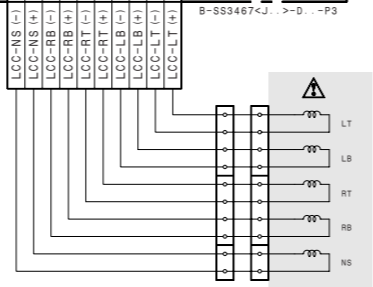 B-SS3467<J..>-D..-P3
LCC-NS (-)
LCC-NS (+)
LCC-RB (-)
LCC-RB (+)
LCC-RT (-)
LCC-RT (+)
LCC-LB (-)
LCC-LB (+)
LCC-LT (-)
LCC-LT (+)
LT
LB
RT
RB
NS